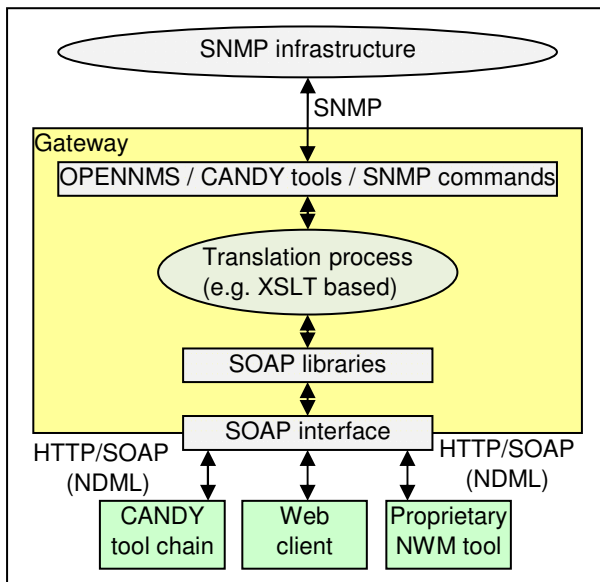 SNMP infrastructure
SNMP
Gateway
OPENNMS / CANDY tools / SNMP commands
Translation process
(e.g. XSLT based)
SOAP libraries
SOAP interface
HTTP/SOAP
(NDML)
HTTP/SOAP
(NDML)
CANDY
tool chain
Web
client
Proprietary
NWM tool